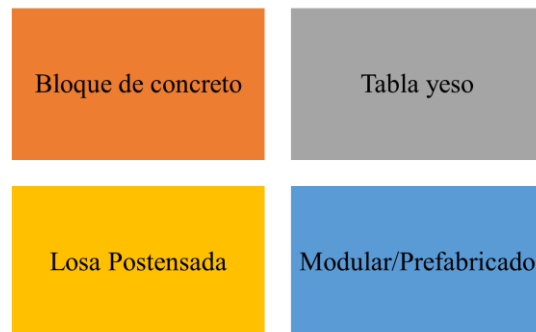 Bloque de concreto
Tabla yeso
Losa Postensada
Modular/Prefabricado